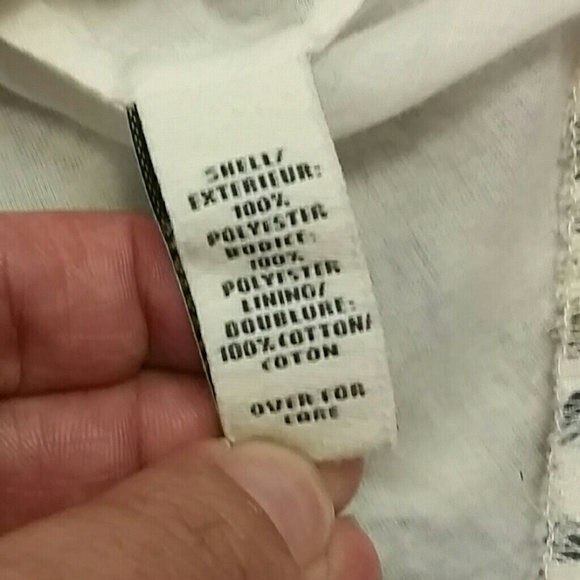 SHELL/
EXTERIEUR:
100%
POLYESTER
BODICE:
100%
POLYESTER
LINING/
DOUBLURE:
100% COTTON/
COTON
OVER FOR
CARE